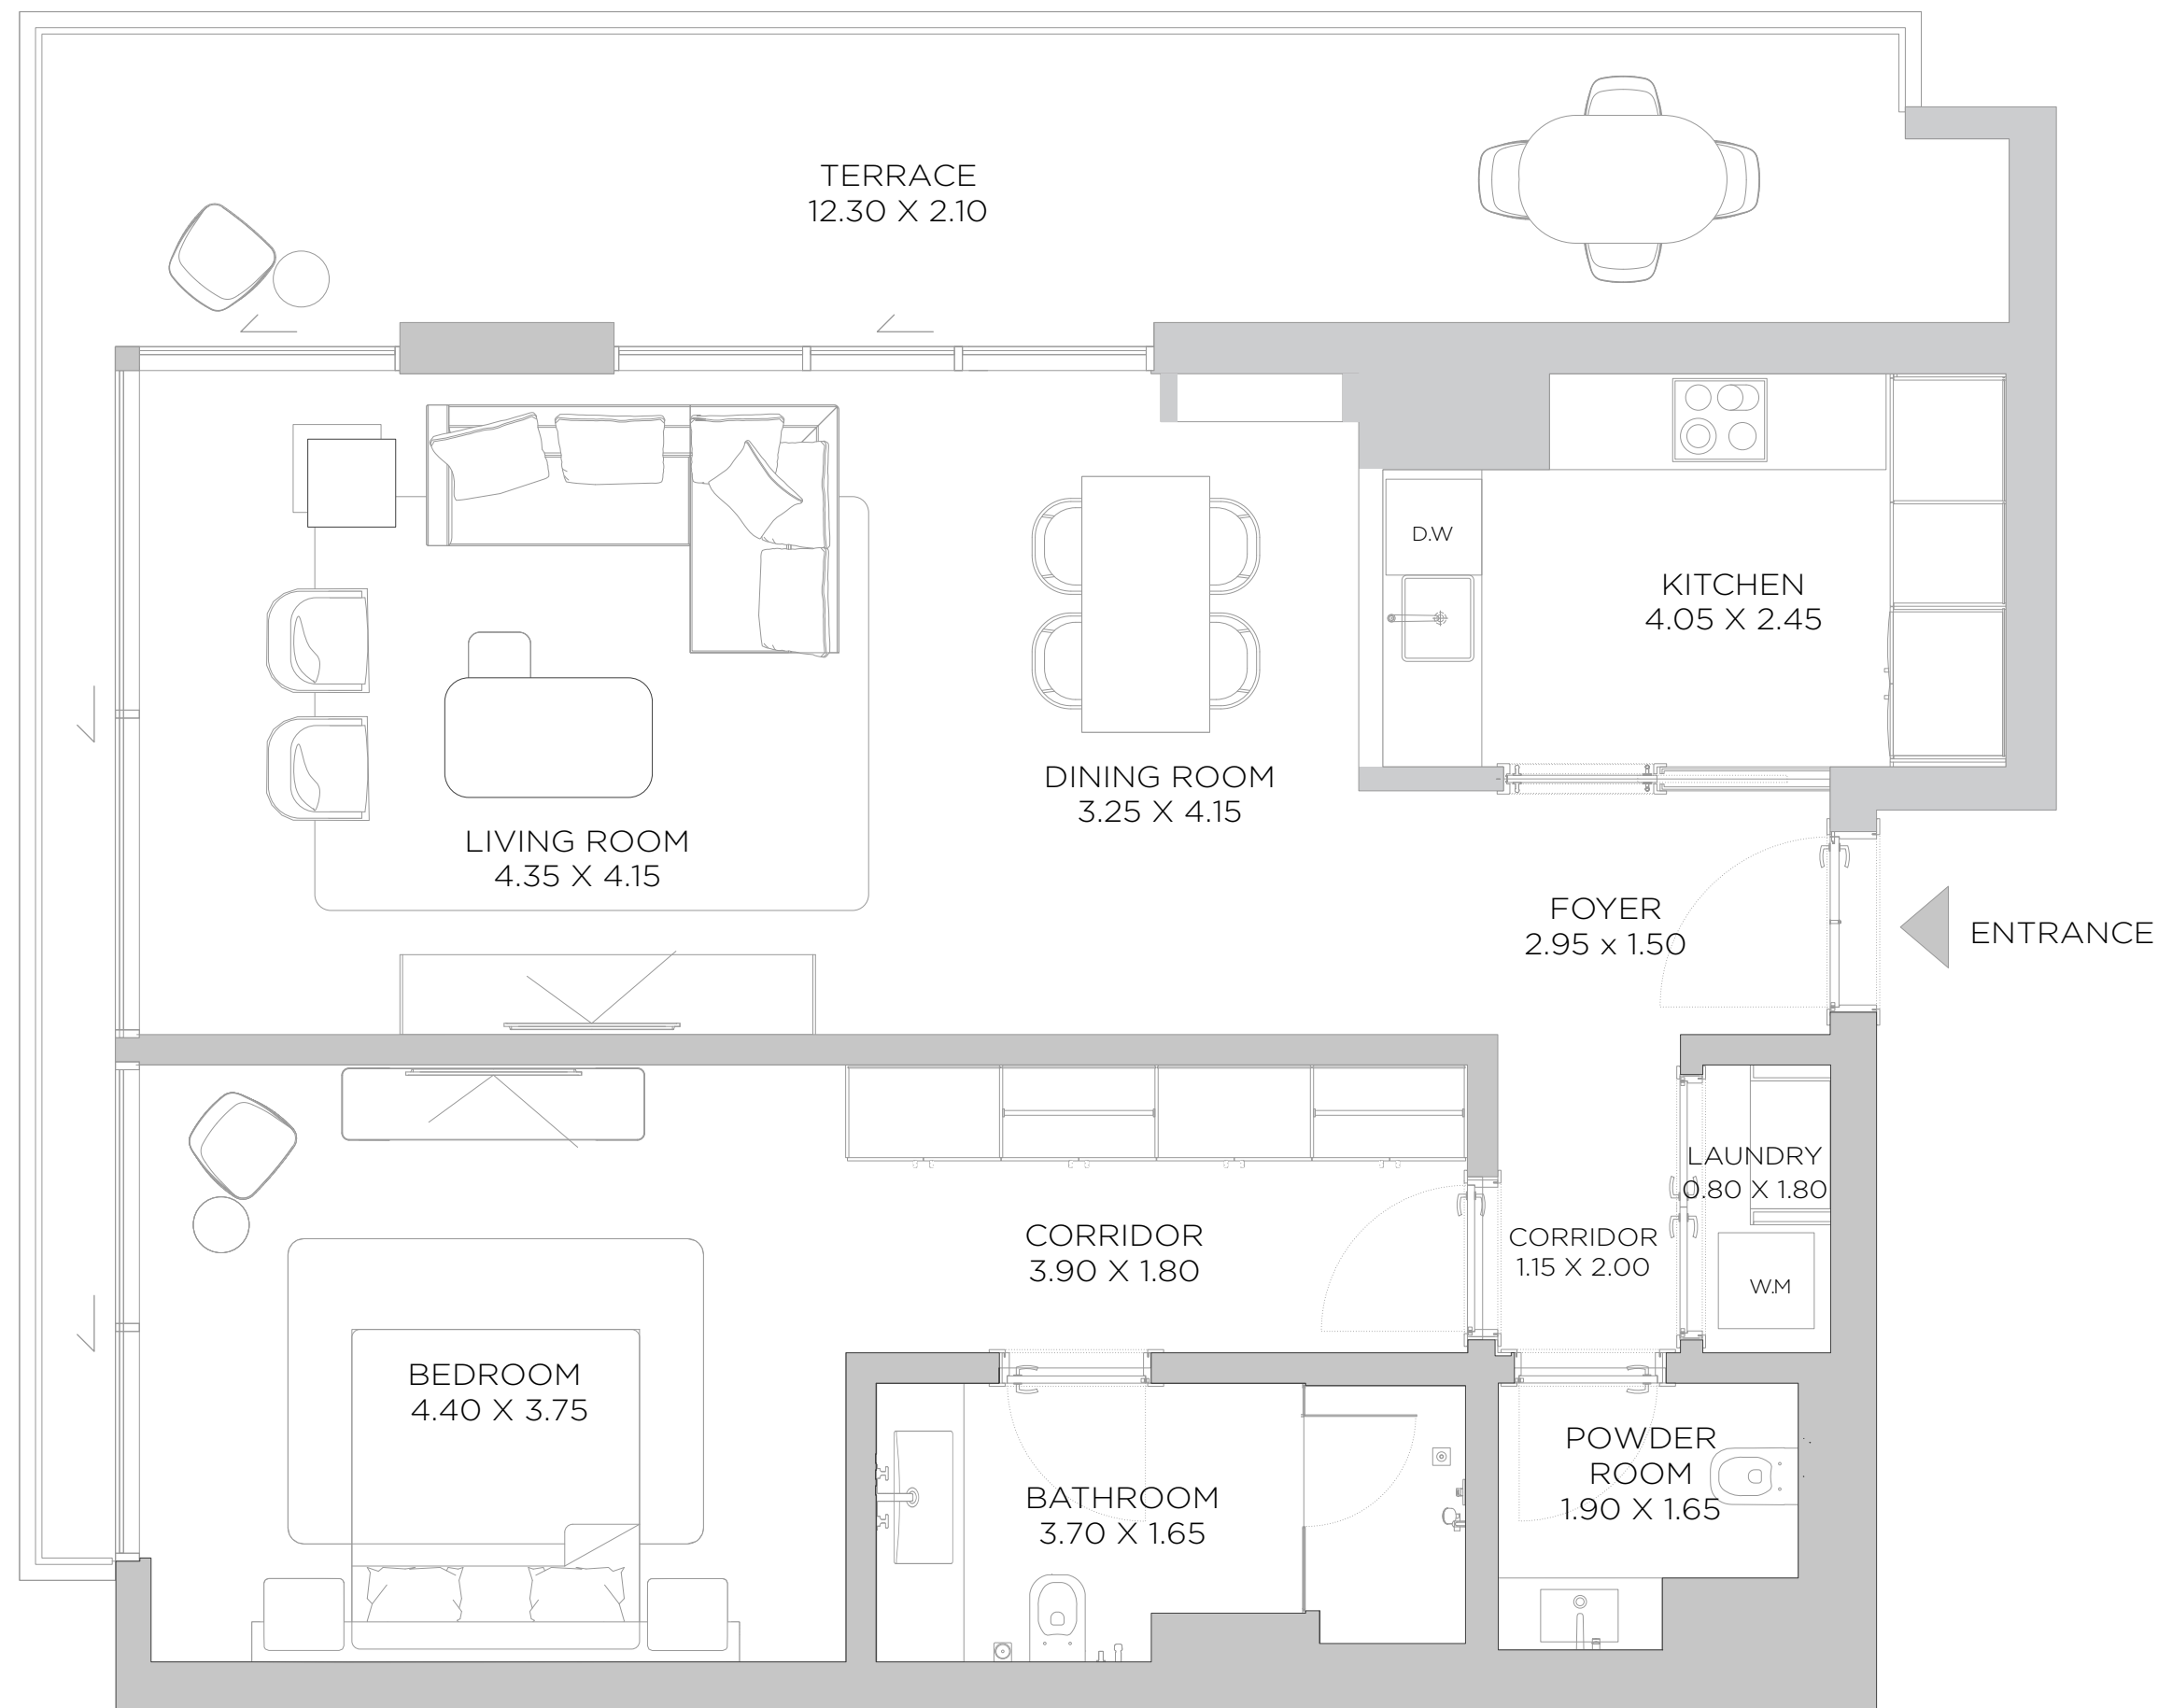 TERRACE
12.30 X 2.10
D.W
KITCHEN
4.05 X 2.45
DINING ROOM
3.25 X 4.15
LIVING ROOM
4.35 X 4.15
FOYER
2.95 x 1.50
ENTRANCE
LAUNDRY
0.80 X 1.80
CORRIDOR
3.90 X 1.80
CORRIDOR
1.15 X 2.00
W.M
BEDROOM
4.40 X 3.75
POWDER
ROOM
1.90 X 1.65
BATHROOM
3.70 X 1.65